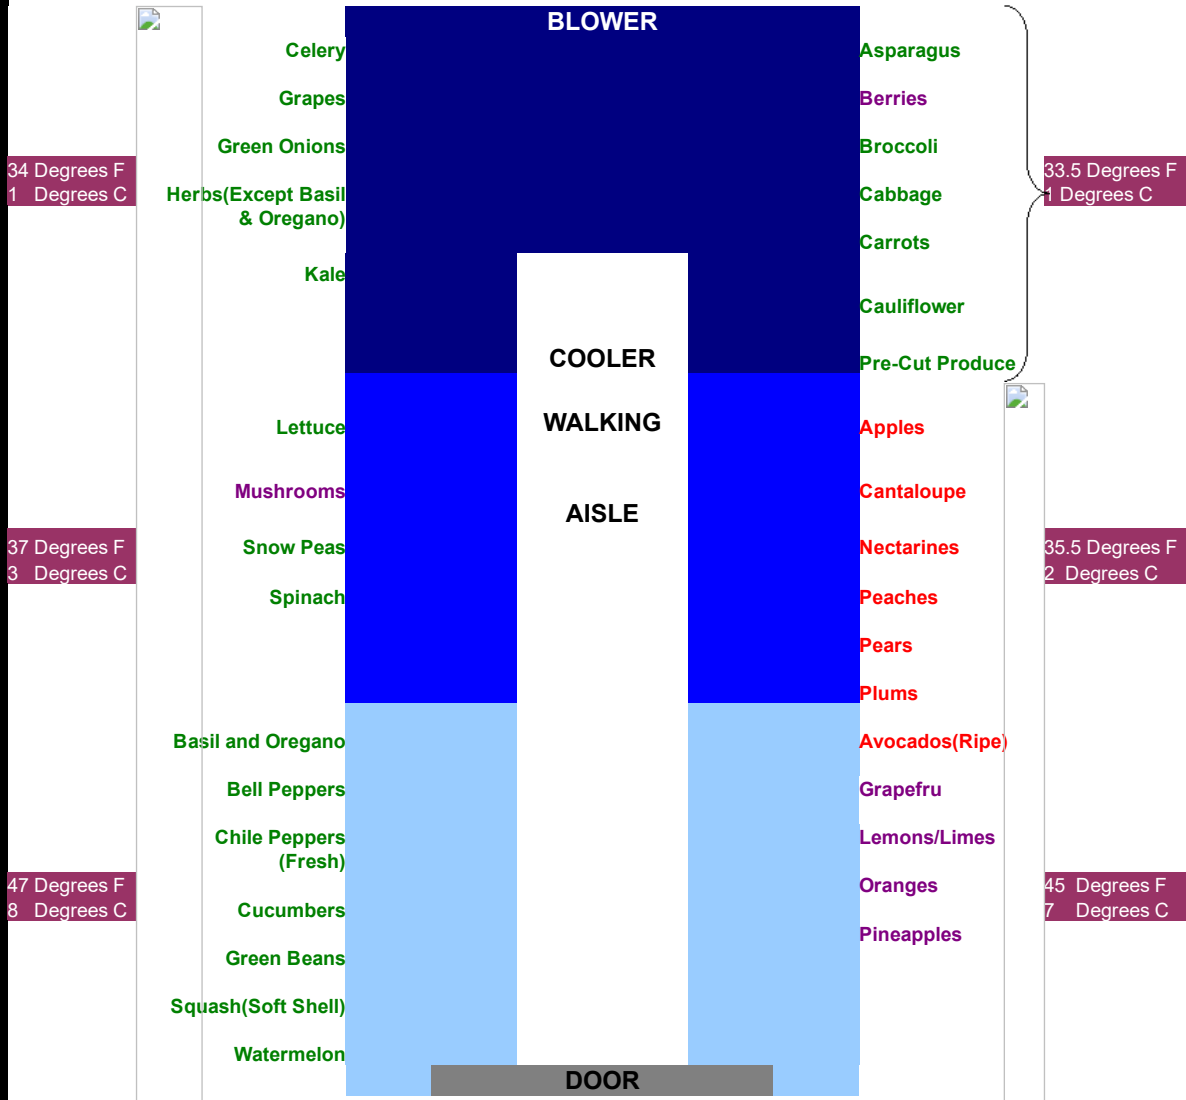 BLOWER
Celery
Grapes
Green Onions
34 Degrees F
1 Degrees C
Herbs(Except Basil
& Oregano)
Kale
Asparagus
Berries
Broccoli
Cabbage
Carrots
Cauliflower
Pre-Cut Produce
33.5 Degrees F
1 Degrees C
COOLER
WALKING
AISLE
Lettuce
Mushrooms
37 Degrees F
3 Degrees C
Snow Peas
Spinach
Apples
Cantaloupe
Nectarines
Peaches
Pears
Plums
35.5 Degrees F
2 Degrees C
Basil and Oregano
Bell Peppers
Chile Peppers
(Fresh)
47 Degrees F
8 Degrees C
Cucumbers
Green Beans
Squash(Soft Shell)
Watermelon
Avocados(Ripe)
Grapefru
Lemons/Limes
Oranges
Pineapples
45 Degrees F
7 Degrees C
DOOR